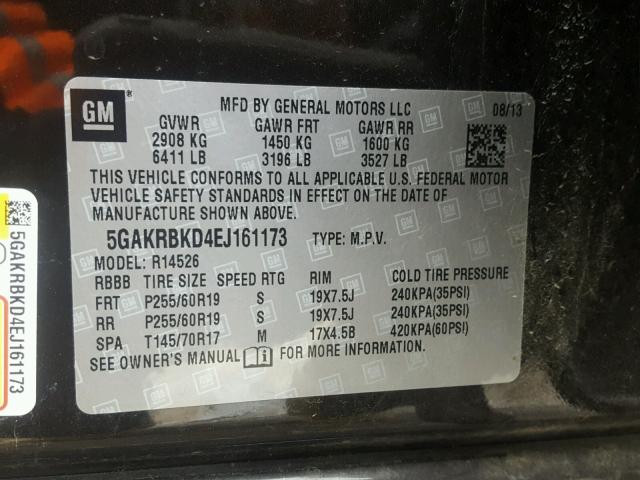 GM
MFD BY GENERAL MOTORS LLC
08/13
GVWR GAWR FRT GAWR RR
2908 KG 1450 KG 1600 KG
6411 LB 3196 LB 3527 LB
THIS VEHICLE CONFORMS TO ALL APPLICABLE U.S. FEDERAL MOTOR
VEHICLE SAFETY STANDARDS IN EFFECT ON THE DATE OF
MANUFACTURE SHOWN ABOVE.
5GAKRBKD4EJ161173 TYPE: M.P.V.
MODEL: R14526
RBBB TIRE SIZE SPEED RTG RIM COLD TIRE PRESSURE
FRT P255/60R19 S 19X7.5J 240KPA(35PSI)
RR P255/60R19 S 19X7.5J 240KPA(35PSI)
SPA T145/70R17 M 17X4.5B 420KPA(60PSI)
SEE OWNER'S MANUAL FOR MORE INFORMATION.
5GAKRBKD4EJ161173